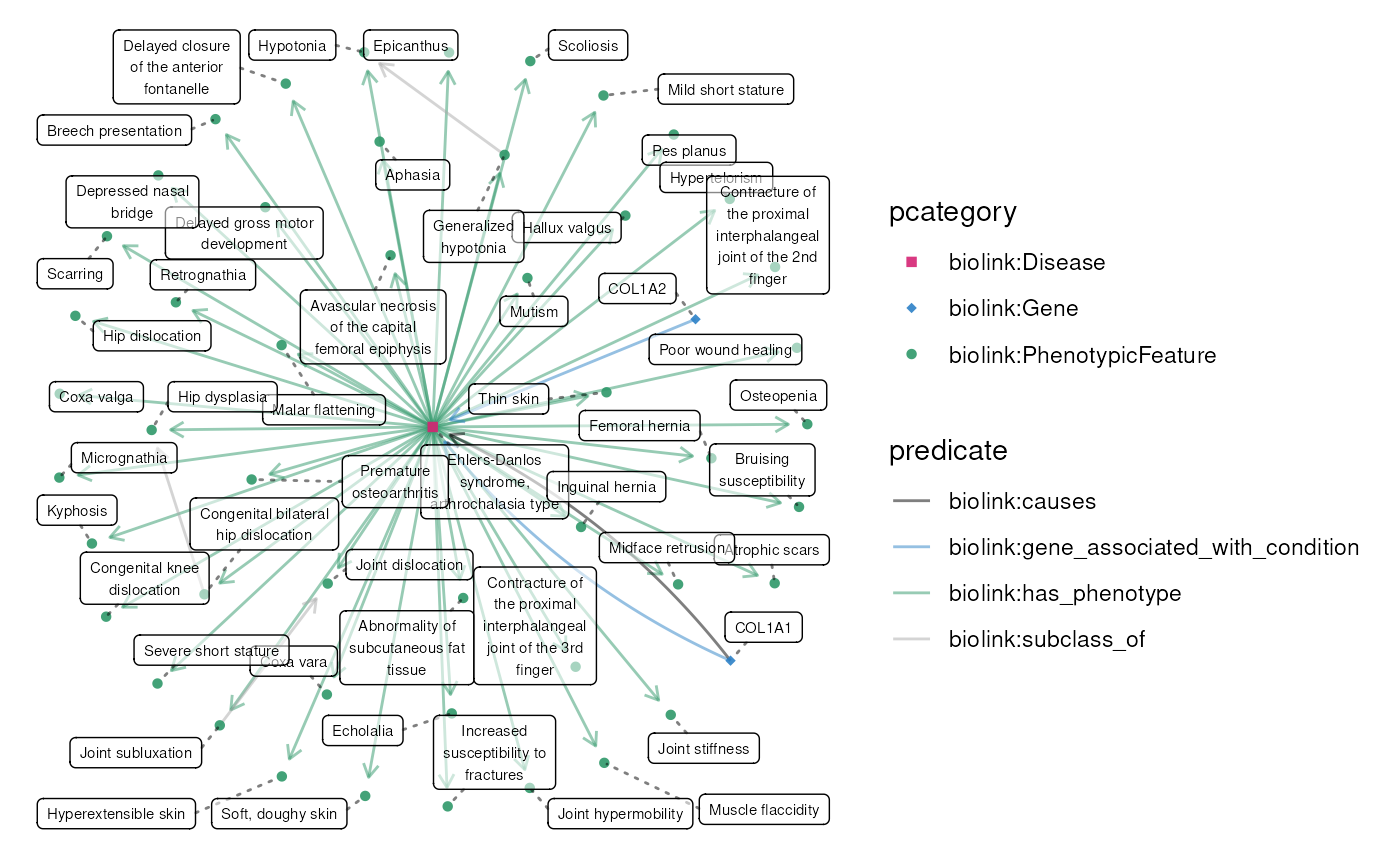 Delayed closure
of the anterior
fontanelle
Hypotonia
Epicanthus
Scoliosis
Mild short stature
Breech presentation
Pes planus
Aphasia
Hypertelorism
Contracture of
the proximal
interphalangeal
joint of the 2nd
finger
Depressed nasal
bridge
Delayed gross motor
development
Generalized
hypotonia
Hallux valgus
Scarring
Retrognathia
COL1A2
Avascular necrosis
of the capital
femoral epiphysis
Mutism
Hip dislocation
Poor wound healing
Coxa valga
Hip dysplasia
Malar flattening
Thin skin
Osteopenia
Femoral hernia
Micrognathia
Premature
osteoarthritis
Ehlers-Danlos
syndrome,
arthrochalasia type
Inguinal hernia
Bruising
susceptibility
Kyphosis
Congenital bilateral
hip dislocation
Midface retrusion
Atrophic scars
Congenital knee
dislocation
Joint dislocation
Contracture of
the proximal
interphalangeal
joint of the 3rd
finger
Abnormality of
subcutaneous fat
tissue
COL1A1
Severe short stature
Coxa vara
Echolalia
Increased
susceptibility to
fractures
Joint subluxation
Joint stiffness
Hyperextensible skin
Soft, doughy skin
Joint hypermobility
Muscle flaccidity
pcategory
biolink:Disease
biolink:Gene
biolink:PhenotypicFeature
predicate
biolink:causes
biolink:gene_associated_with_condition
biolink:has_phenotype
biolink:subclass_of